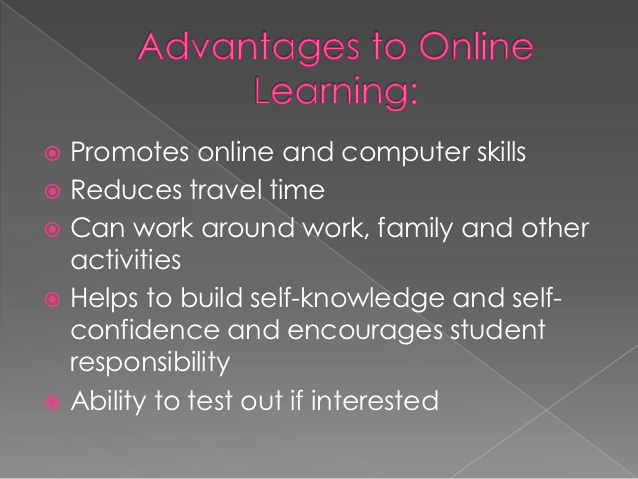 Advantages to Online
Learning:
Promotes online and computer skills
Reduces travel time
Can work around work, family and other
activities
Helps to build self-knowledge and self-
confidence and encourages student
responsibility
Ability to test out if interested